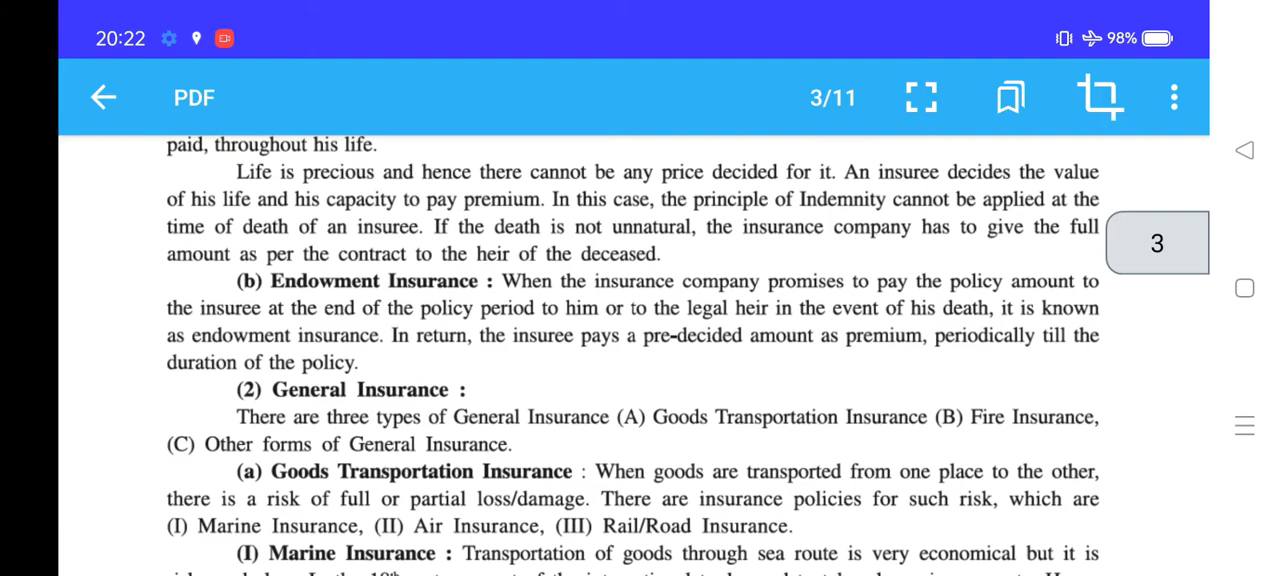 20:22 98%
PDF 3/11
paid, throughout his life.
Life is precious and hence there cannot be any price decided for it. An insuree decides the value
of his life and his capacity to pay premium. In this case, the principle of Indemnity cannot be applied at the
time of death of an insuree. If the death is not unnatural, the insurance company has to give the full
amount as per the contract to the heir of the deceased.
3
(b) Endowment Insurance : When the insurance company promises to pay the policy amount to
the insuree at the end of the policy period to him or to the legal heir in the event of his death, it is known
as endowment insurance. In return, the insuree pays a pre-decided amount as premium, periodically till the
duration of the policy.
(2) General Insurance :
There are three types of General Insurance (A) Goods Transportation Insurance (B) Fire Insurance,
(C) Other forms of General Insurance.
(a) Goods Transportation Insurance : When goods are transported from one place to the other,
there is a risk of full or partial loss/damage. There are insurance policies for such risk, which are
(I) Marine Insurance, (II) Air Insurance, (III) Rail/Road Insurance.
(I) Marine Insurance : Transportation of goods through sea route is very economical but it is